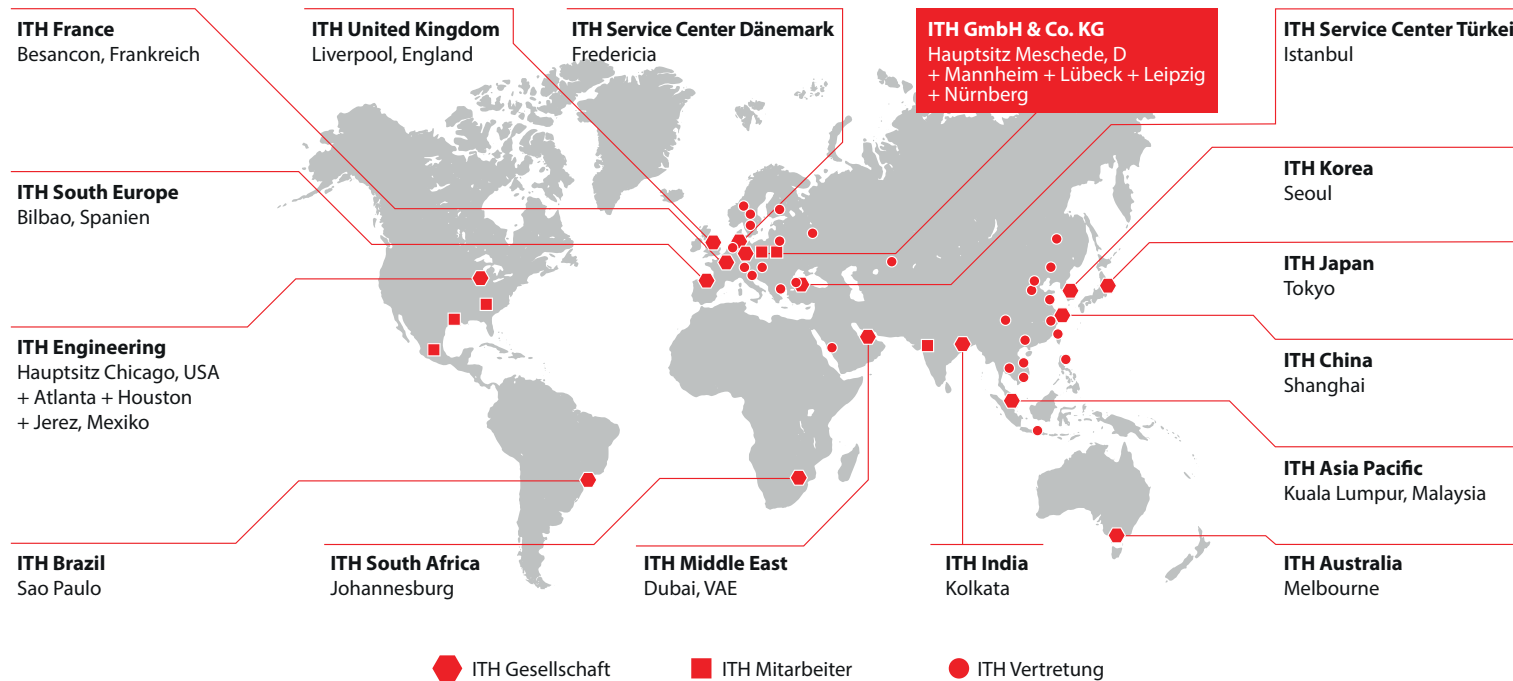 ITH France
Besancon, Frankreich
ITH United Kingdom
Liverpool, England
ITH Service Center Dänemark
Fredericia
ITH GmbH & Co. KG
Hauptsitz Meschede, D
+ Mannheim + Lübeck + Leipzig
+ Nürnberg
ITH Service Center Türkei
Istanbul
ITH South Europe
Bilbao, Spanien
ITH Korea
Seoul
ITH Japan
Tokyo
ITH Engineering
Hauptsitz Chicago, USA
+ Atlanta + Houston
+ Jerez, Mexiko
ITH China
Shanghai
ITH Asia Pacific
Kuala Lumpur, Malaysia
ITH Brazil
Sao Paulo
ITH South Africa
Johannesburg
ITH Middle East
Dubai, VAE
ITH India
Kolkata
ITH Australia
Melbourne
ITH Gesellschaft
ITH Mitarbeiter
ITH Vertretung